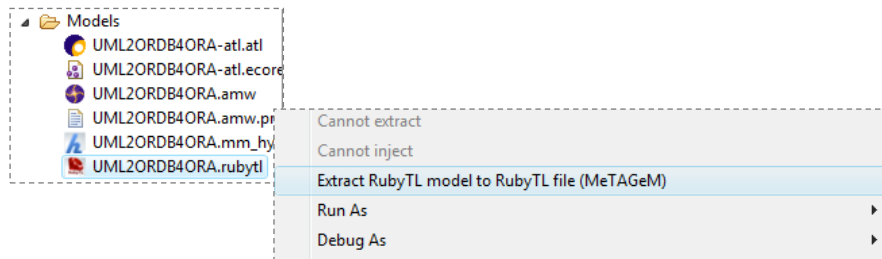 Models
UML2ORDB4ORA-atl.atl
UML2ORDB4ORA-atl.ecore
UML2ORDB4ORA.amw
UML2ORDB4ORA.amw.pr
UML2ORDB4ORA.mm_hy
UML2ORDB4ORA.rubytl
Cannot extract
Cannot inject
Extract RubyTL model to RubyTL file (MeTAGeM)
Run As
Debug As